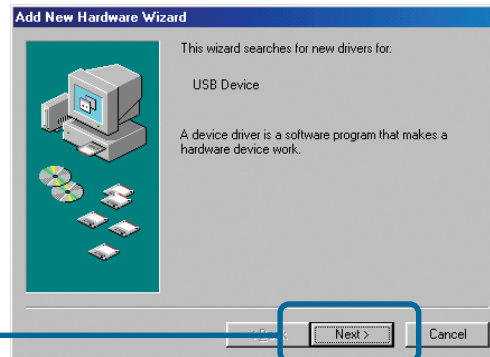 Add New Hardware Wizard
This wizard searches for new drivers for:
USB Device
A device driver is a software program that makes a
hardware device work.
Next > Cancel